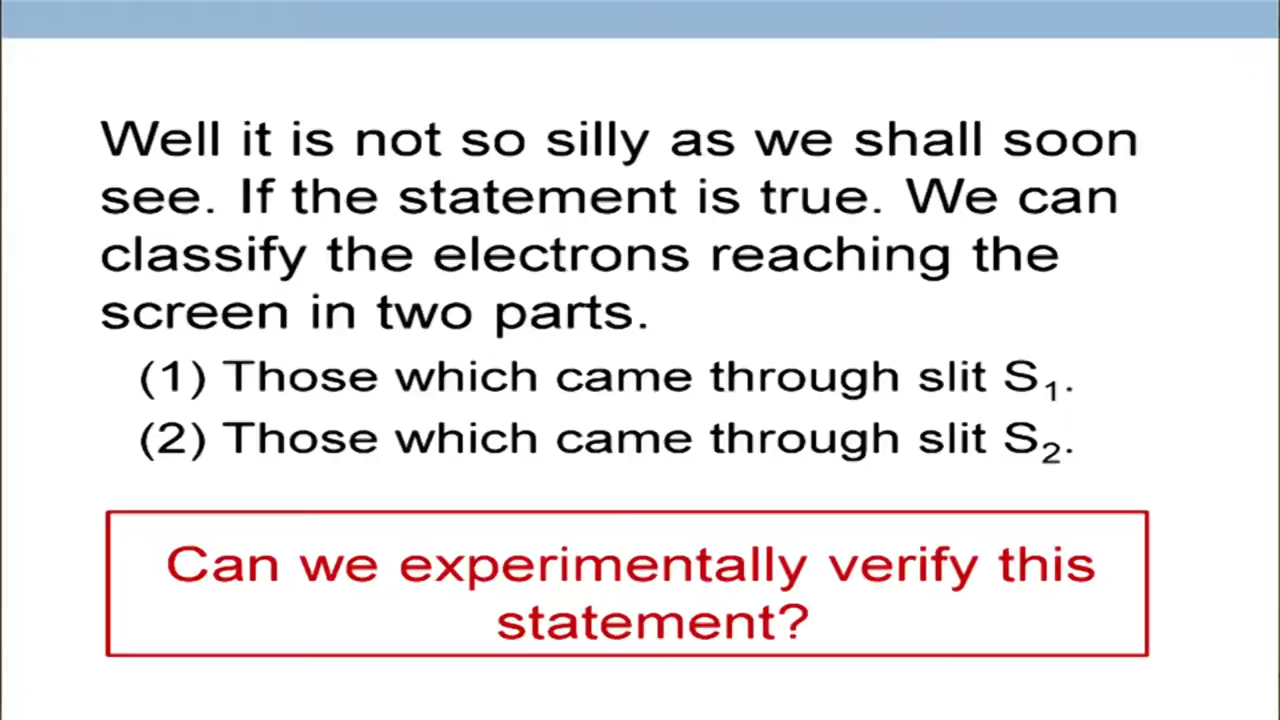 Well it is not so silly as we shall soon
see. If the statement is true. We can
classify the electrons reaching the
screen in two parts.
(1) Those which came through slit S₁.
(2) Those which came through slit S₂.
Can we experimentally verify this
statement?